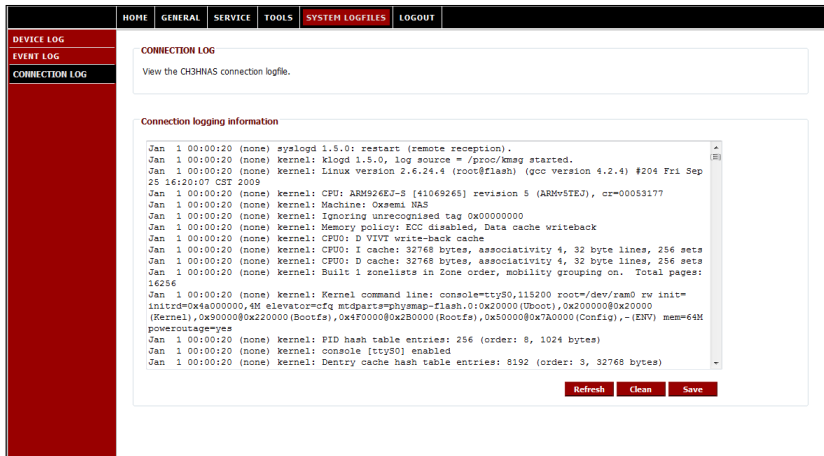 HOME GENERAL SERVICE TOOLS SYSTEM LOGFILES LOGOUT
DEVICE LOG
EVENT LOG
CONNECTION LOG
CONNECTION LOG
View the CH3HNAS connection logfile.
Connection logging information
Jan  1 00:00:20 (none) syslogd 1.5.0: restart (remote reception).
Jan  1 00:00:20 (none) kernel: klogd 1.5.0, log source = /proc/kmsg started.
Jan  1 00:00:20 (none) kernel: Linux version 2.6.24.4 (root@flash) (gcc version 4.2.4) #204 Fri Sep
25 16:20:07 CST 2009
Jan  1 00:00:20 (none) kernel: CPU: ARM926EJ-S [41069265] revision 5 (ARMv5TEJ), cr=00053177
Jan  1 00:00:20 (none) kernel: Machine: Oxsemi NAS
Jan  1 00:00:20 (none) kernel: Ignoring unrecognised tag 0x00000000
Jan  1 00:00:20 (none) kernel: Memory policy: ECC disabled, Data cache writeback
Jan  1 00:00:20 (none) kernel: CPU0: D VIVT write-back cache
Jan  1 00:00:20 (none) kernel: CPU0: I cache: 32768 bytes, associativity 4, 32 byte lines, 256 sets
Jan  1 00:00:20 (none) kernel: CPU0: D cache: 32768 bytes, associativity 4, 32 byte lines, 256 sets
Jan  1 00:00:20 (none) kernel: Built 1 zonelists in Zone order, mobility grouping on.  Total pages:
16256
Jan  1 00:00:20 (none) kernel: Kernel command line: console=ttyS0,115200 root=/dev/ram0 rw init=
initrd=0x4a000000,4M elevator=cfq mtdparts=physmap-flash.0:0x20000(Uboot),0x200000@0x20000
(Kernel),0x90000@0x220000(Bootfs),0x4F0000@0x2B0000(Rootfs),0x50000@0x7A0000(Config),-(ENV) mem=64M
poweroutage=yes
Jan  1 00:00:20 (none) kernel: PID hash table entries: 256 (order: 8, 1024 bytes)
Jan  1 00:00:20 (none) kernel: console [ttyS0] enabled
Jan  1 00:00:20 (none) kernel: Dentry cache hash table entries: 8192 (order: 3, 32768 bytes)
Refresh Clean Save